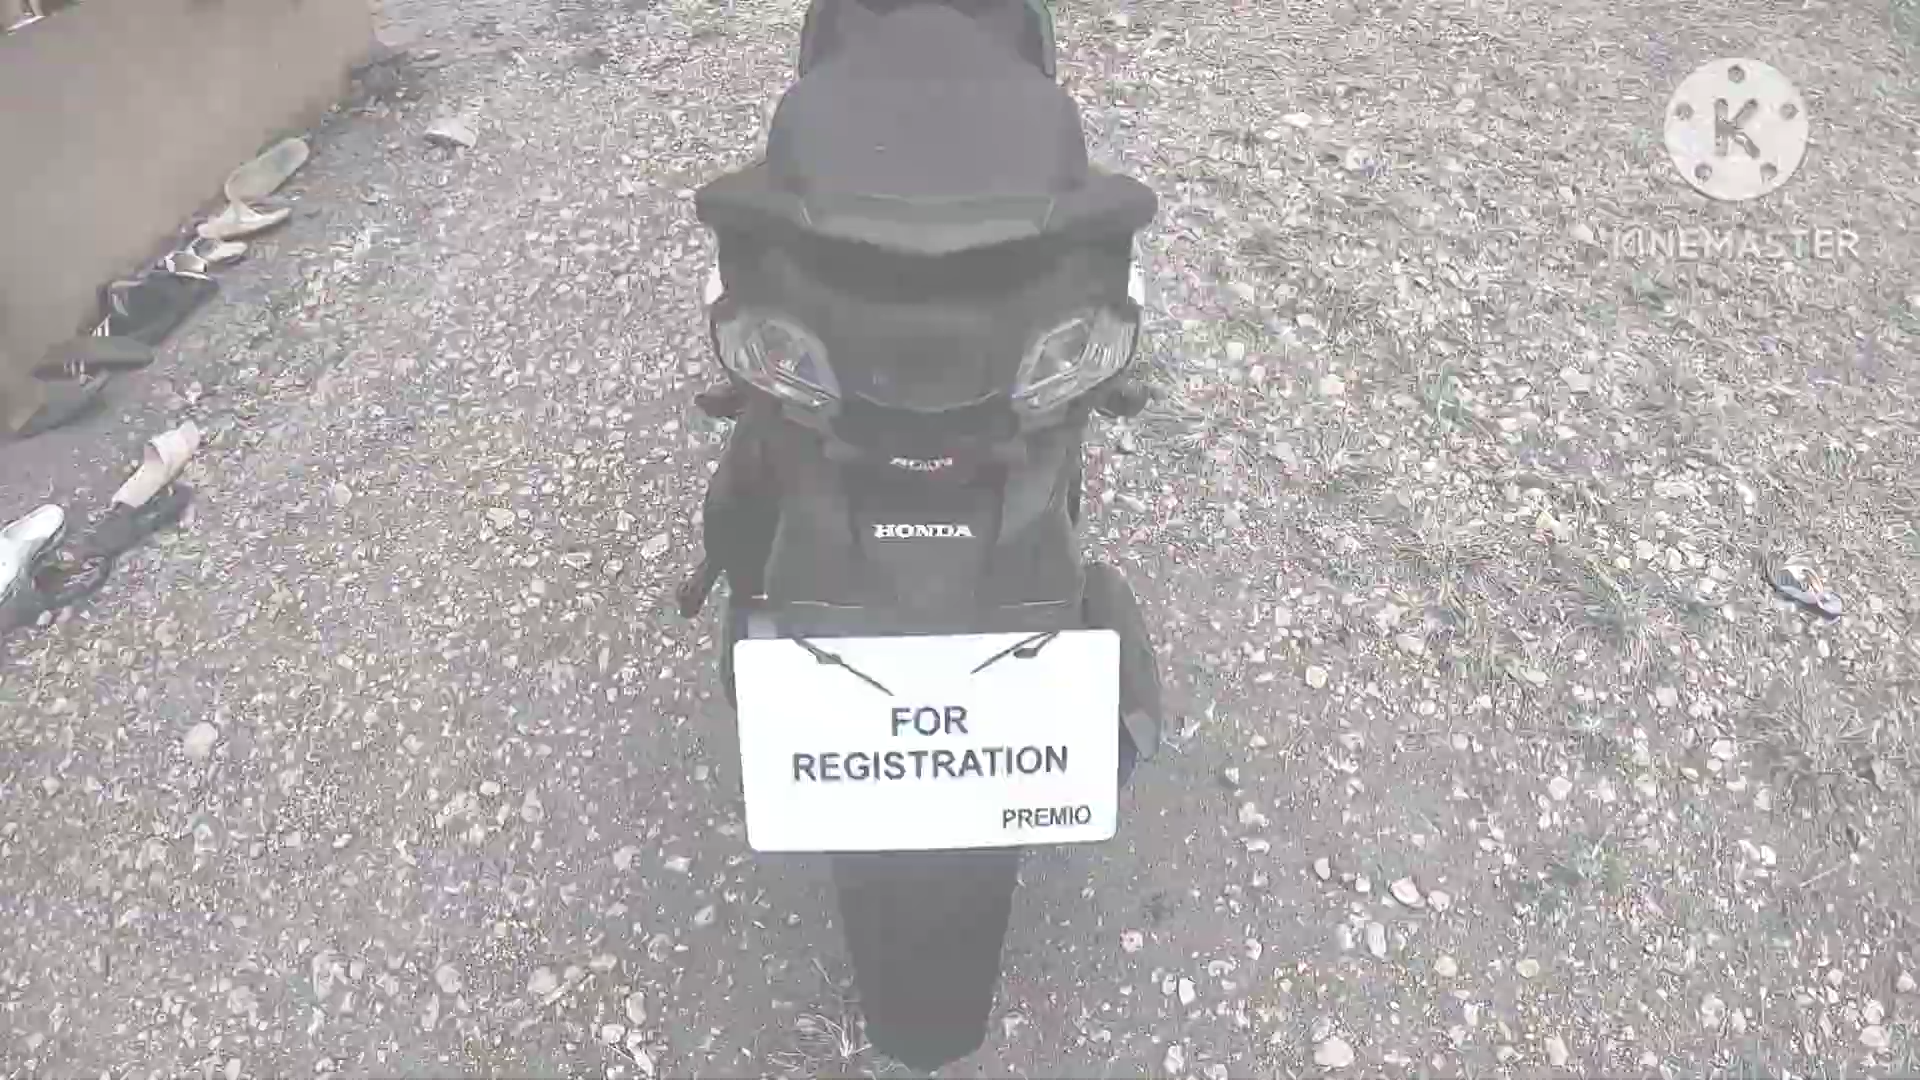 K
KINEMASTER
HONDA
FOR
REGISTRATION
PREMIO